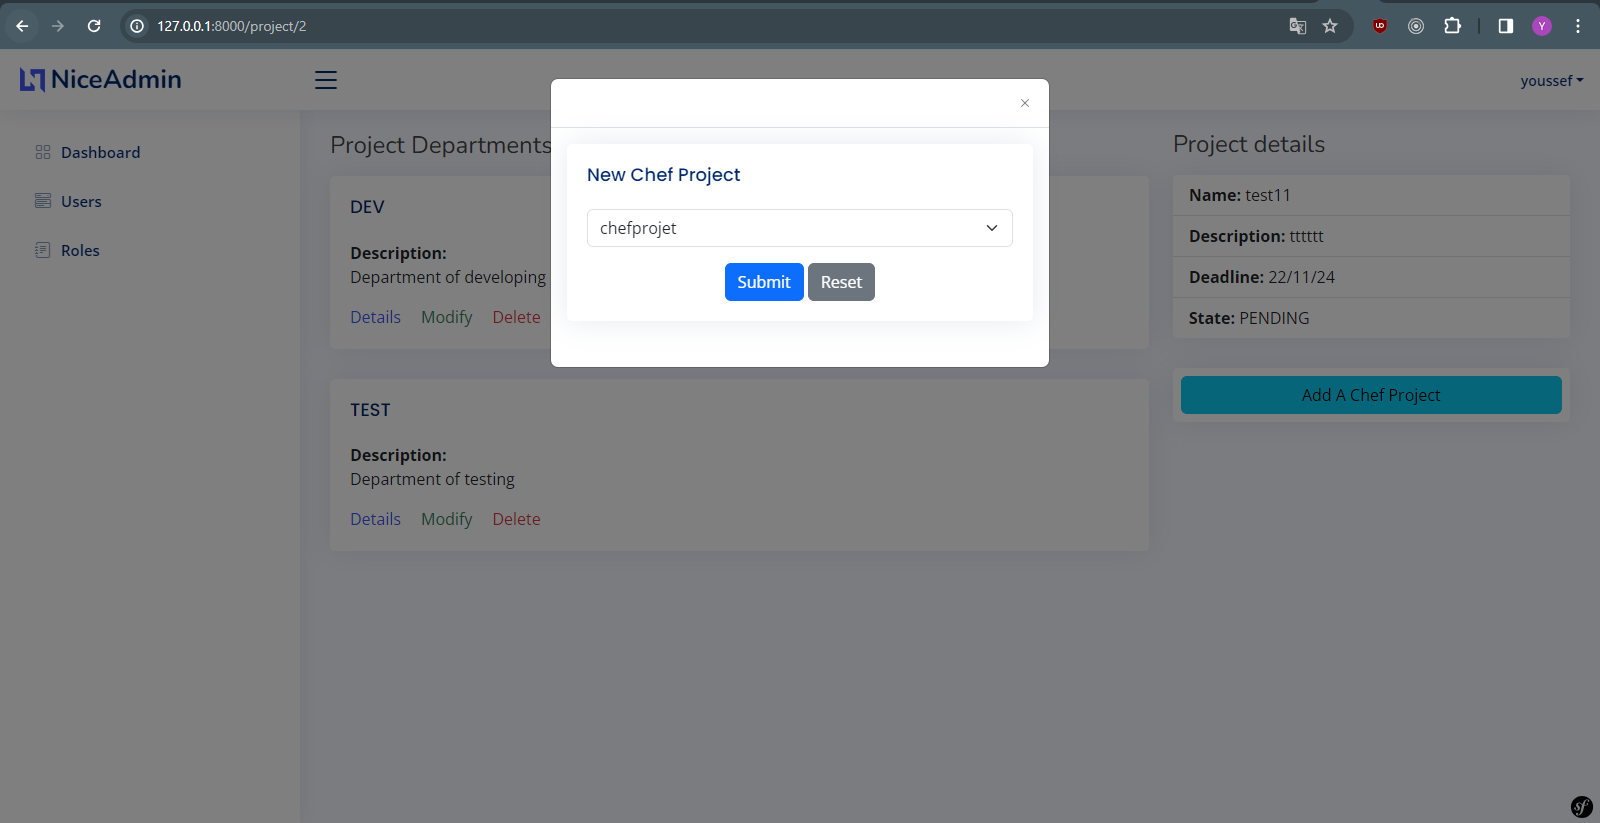 127.0.0.1:8000/project/2
NiceAdmin
youssef
Dashboard
Users
Roles
Project Departments
DEV
Description:
Department of developing
Details Modify Delete
TEST
Description:
Department of testing
Details Modify Delete
×
New Chef Project
chefprojet
Submit Reset
Project details
Name: test11
Description: tttttt
Deadline: 22/11/24
State: PENDING
Add A Chef Project
Y
sf